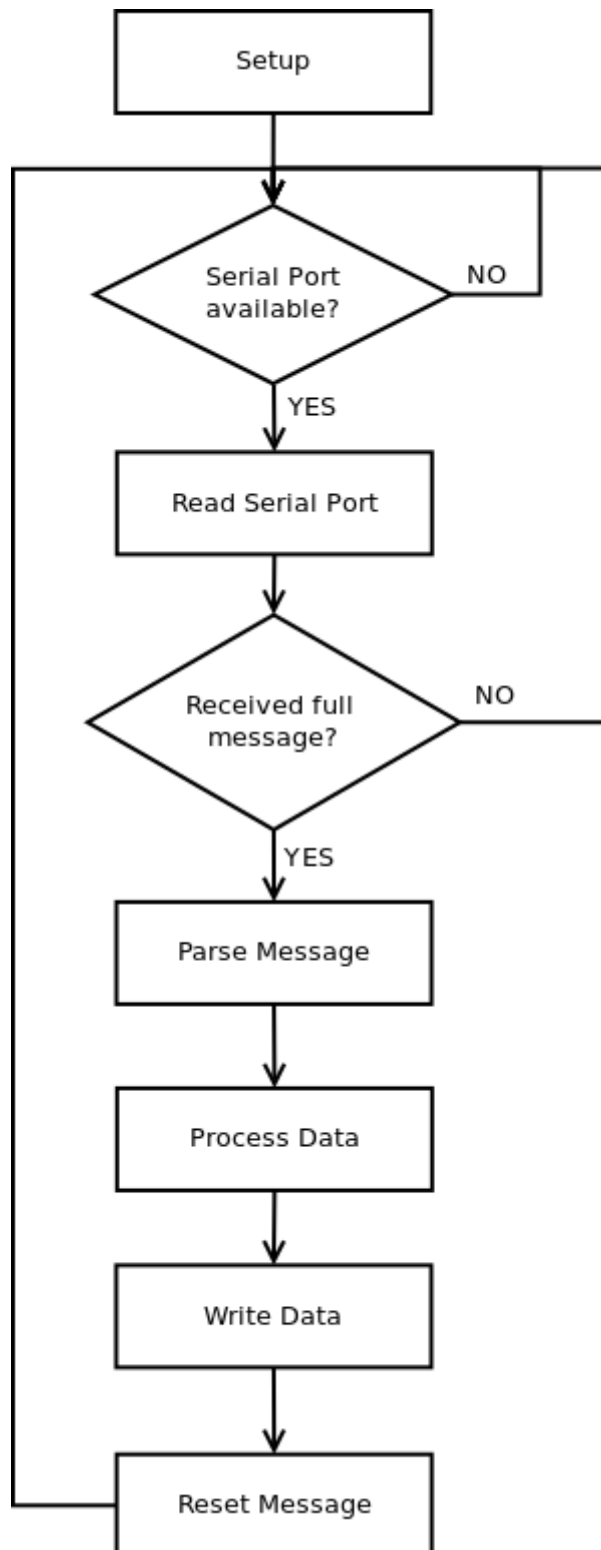 Setup
Serial Port
available?
NO
YES
Read Serial Port
Received full
message?
NO
YES
Parse Message
Process Data
Write Data
Reset Message